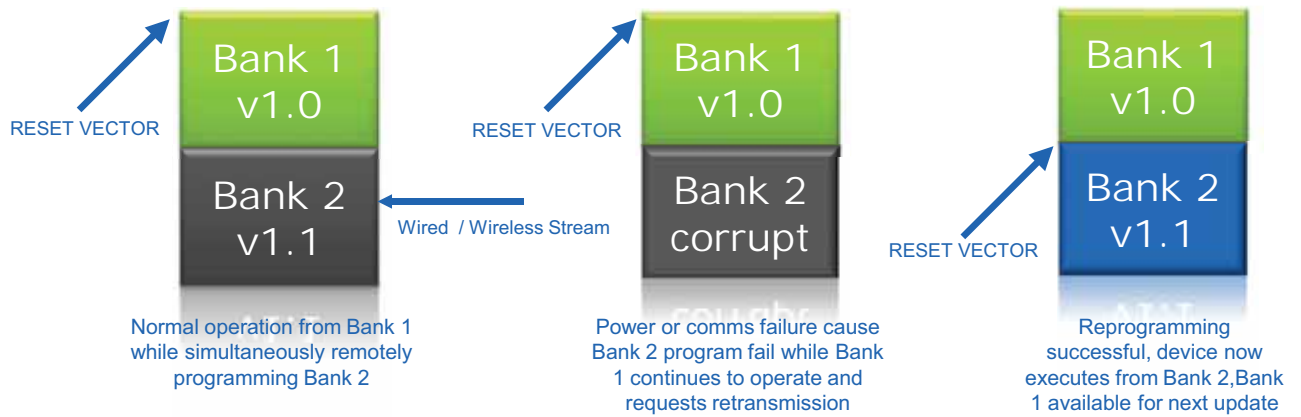 Bank 1
v1.0
RESET VECTOR
Bank 2
v1.1
Wired / Wireless Stream
Normal operation from Bank 1
while simultaneously remotely
programming Bank 2
Bank 1
v1.0
RESET VECTOR
Bank 2
corrupt
Power or comms failure cause
Bank 2 program fail while Bank
1 continues to operate and
requests retransmission
Bank 1
v1.0
RESET VECTOR
Bank 2
v1.1
Reprogramming
successful, device now
executes from Bank 2,Bank
1 available for next update